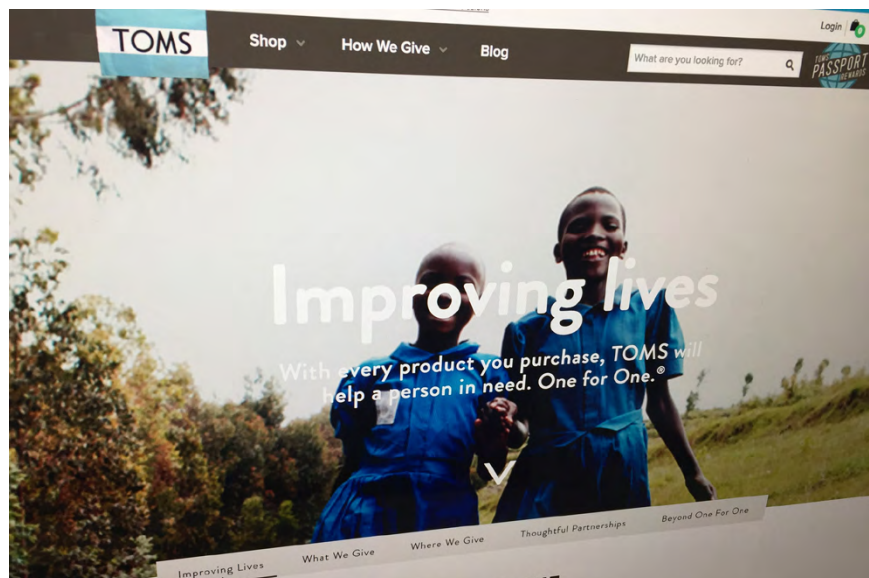 TOMS
Shop
How We Give
Blog
What are you looking for?
Login
TOMS
PASSPORT
REWARDS
Improving lives
With every product you purchase, TOMS will
help a person in need. One for One.®
Improving Lives
What We Give
Where We Give
Thoughtful Partnerships
Beyond One For One